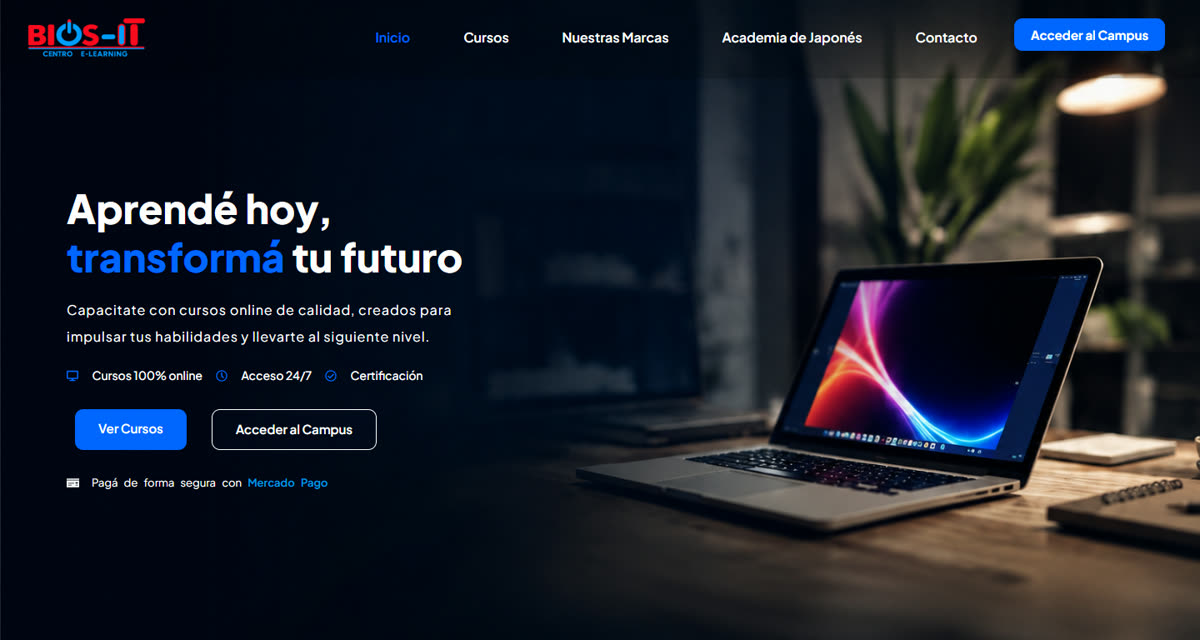 BIOS-IT
CENTRO E-LEARNING
Inicio
Cursos
Nuestras Marcas
Academia de Japonés
Contacto
Acceder al Campus
Aprendé hoy,
transformá tu futuro
Capacitate con cursos online de calidad, creados para
impulsar tus habilidades y llevarte al siguiente nivel.
Cursos 100% online
Acceso 24/7
Certificación
Ver Cursos
Acceder al Campus
Pagá de forma segura con Mercado Pago